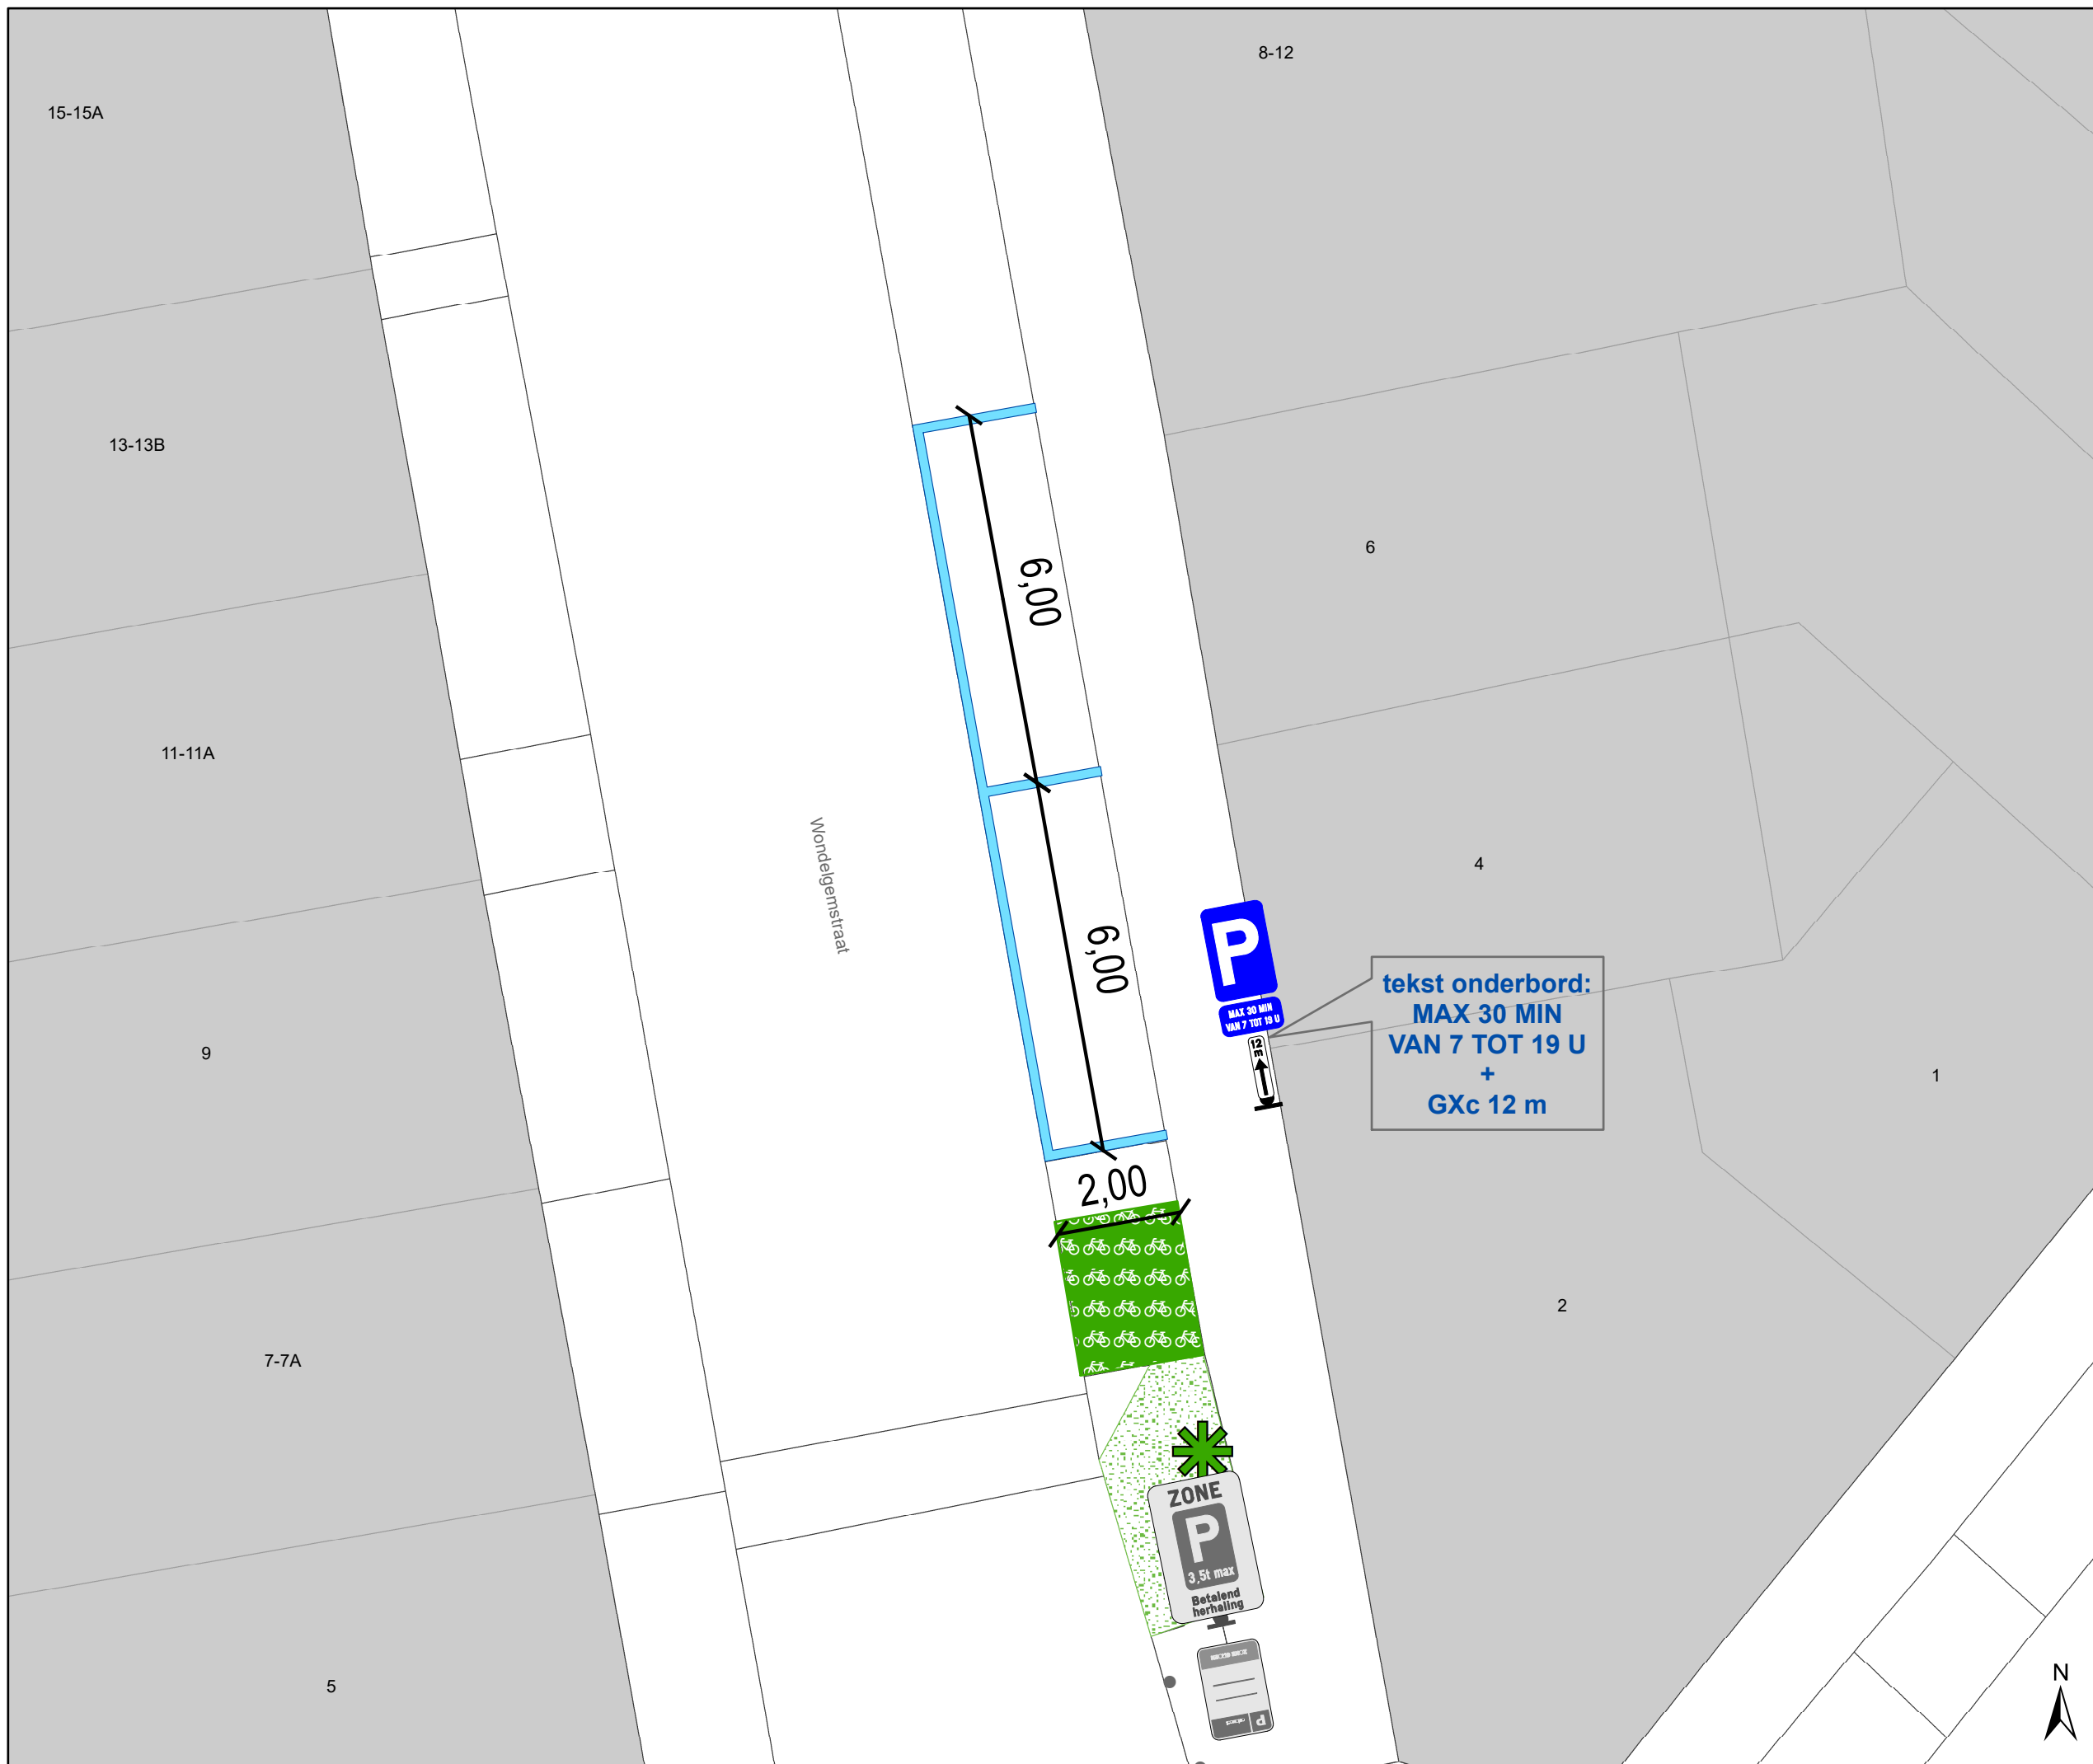 8-12
15-15A
13-13B
6
6,00
11-11A
4
Wondelgemstraat
6,00
P
MAX 30 MIN
VAN 7 TOT 19 U
12
m
tekst onderbord:
MAX 30 MIN
VAN 7 TOT 19 U
+
GXc 12 m
9
1
2,00
2
7-7A
ZONE
P
3,5t max
Betalend
herhaling
5
P
N